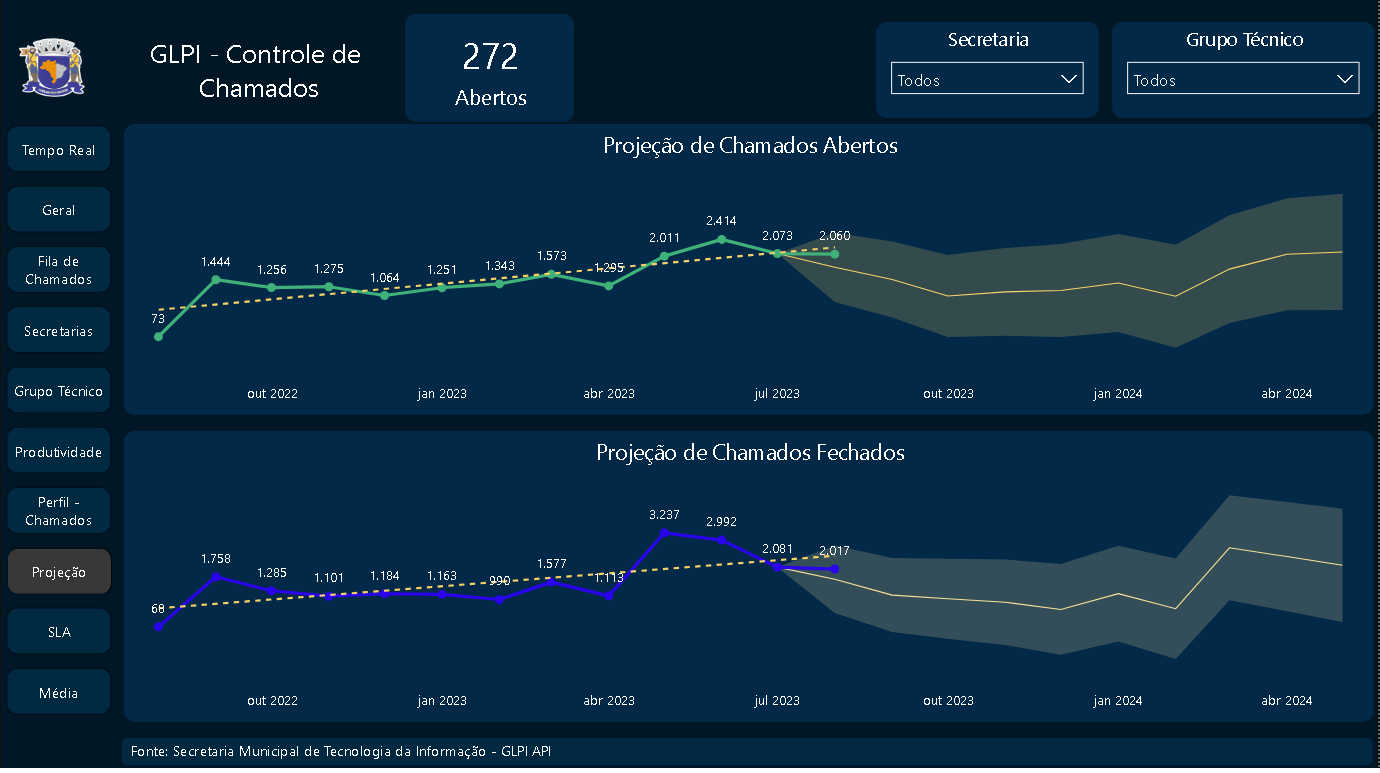 GLPI - Controle de
Chamados
272
Abertos
Secretaria
Todos
Grupo Técnico
Todos
Tempo Real
Geral
Fila de
Chamados
Secretarias
Grupo Técnico
Produtividade
Perfil -
Chamados
Projeção
SLA
Média
Projeção de Chamados Abertos
73
1.444
1.256
1.275
1.064
1.251
1.343
1.573
1.295
2.011
2.414
2.073
2.060
out 2022
jan 2023
abr 2023
jul 2023
out 2023
jan 2024
abr 2024
Projeção de Chamados Fechados
68
1.758
1.285
1.101
1.184
1.163
990
1.577
1.113
3.237
2.992
2.081
2.017
out 2022
jan 2023
abr 2023
jul 2023
out 2023
jan 2024
abr 2024
Fonte: Secretaria Municipal de Tecnologia da Informação - GLPI API